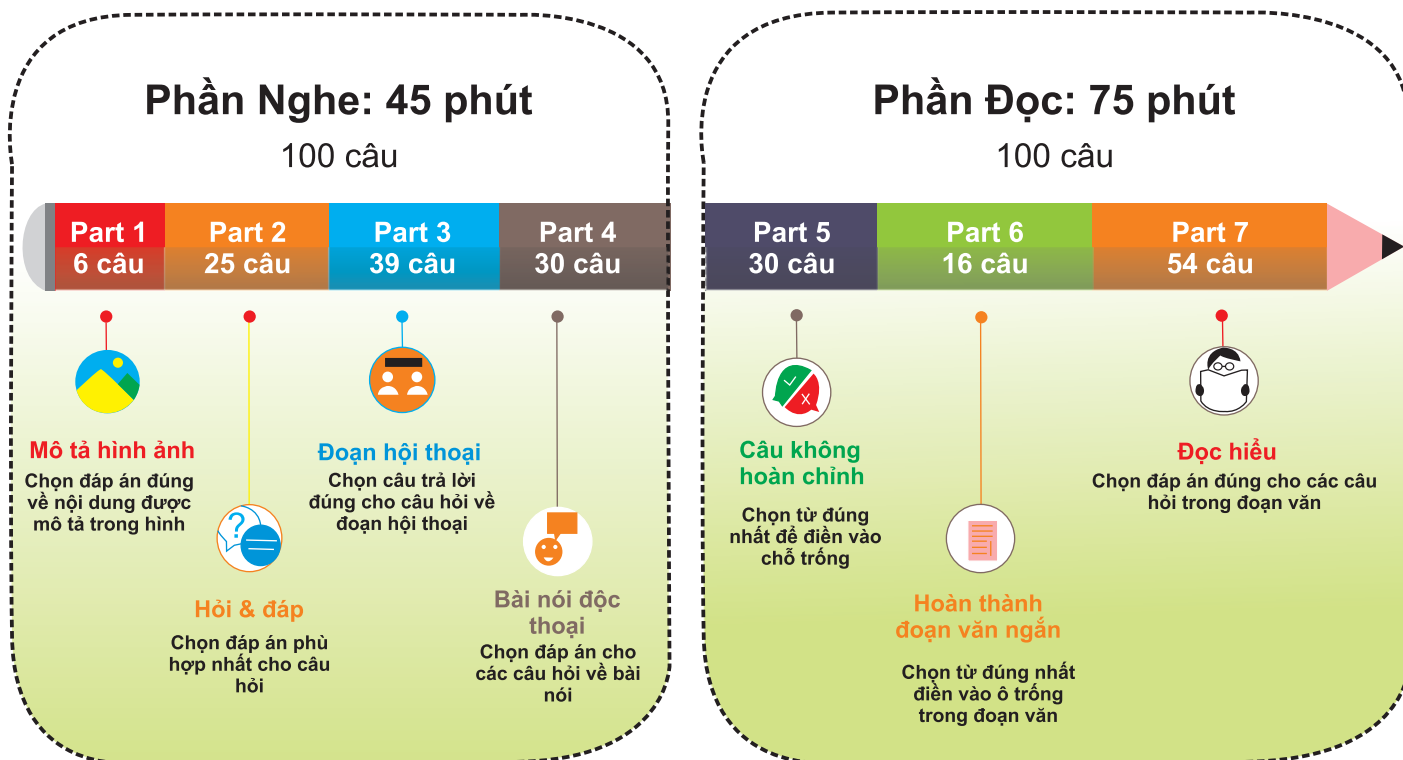 Phần Nghe: 45 phút
100 câu
Part 1
6 câu
Part 2
25 câu
Part 3
39 câu
Part 4
30 câu
Mô tả hình ảnh
Chọn đáp án đúng
về nội dung được
mô tả trong hình
Hỏi & đáp
Chọn đáp án phù
hợp nhất cho câu
hỏi
Đoạn hội thoại
Chọn câu trả lời
đúng cho câu hỏi về
đoạn hội thoại
Bài nói độc
thoại
Chọn đáp án cho
các câu hỏi về bài
nói
Phần Đọc: 75 phút
100 câu
Part 5
30 câu
Part 6
16 câu
Part 7
54 câu
Câu không
hoàn chỉnh
Chọn từ đúng
nhất để điền vào
chỗ trống
Hoàn thành
đoạn văn ngắn
Chọn từ đúng nhất
điền vào ô trống
trong đoạn văn
Đọc hiểu
Chọn đáp án đúng cho các câu
hỏi trong đoạn văn